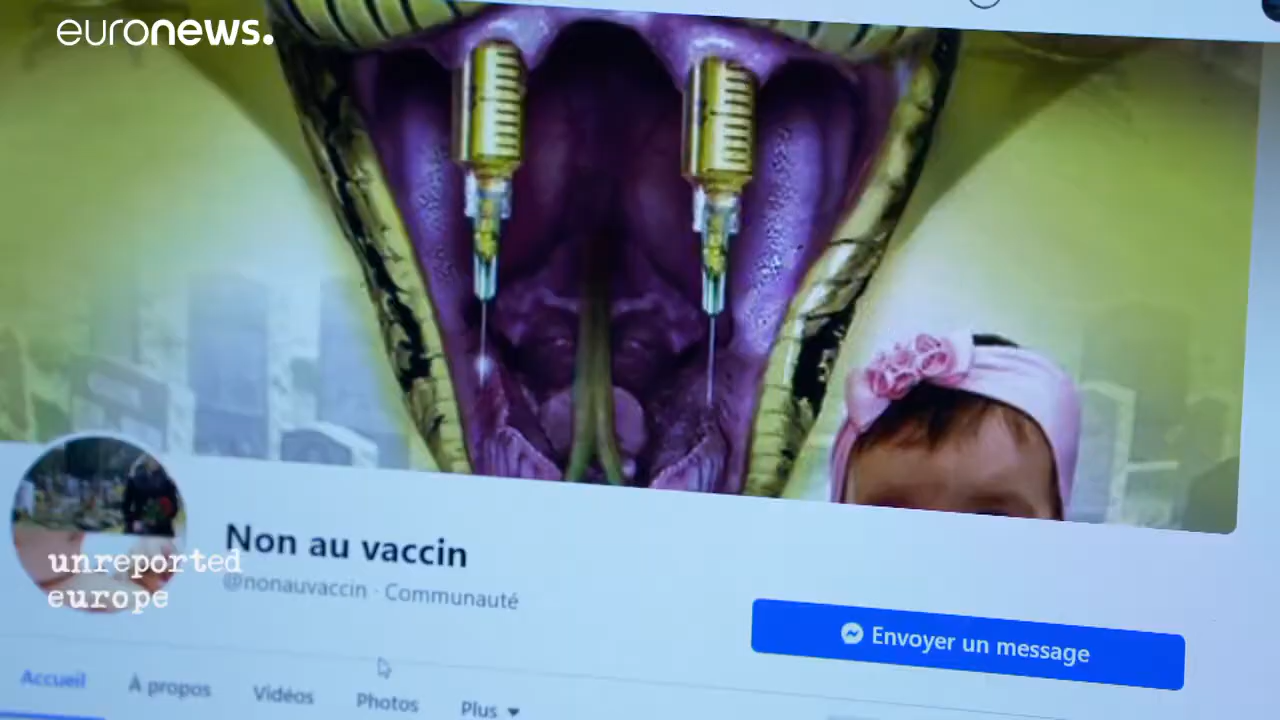 euronews.
Non au vaccin
@nonauvaccin · Communauté
unreported
europe
Envoyer un message
Accueil
À propos
Vidéos
Photos
Plus